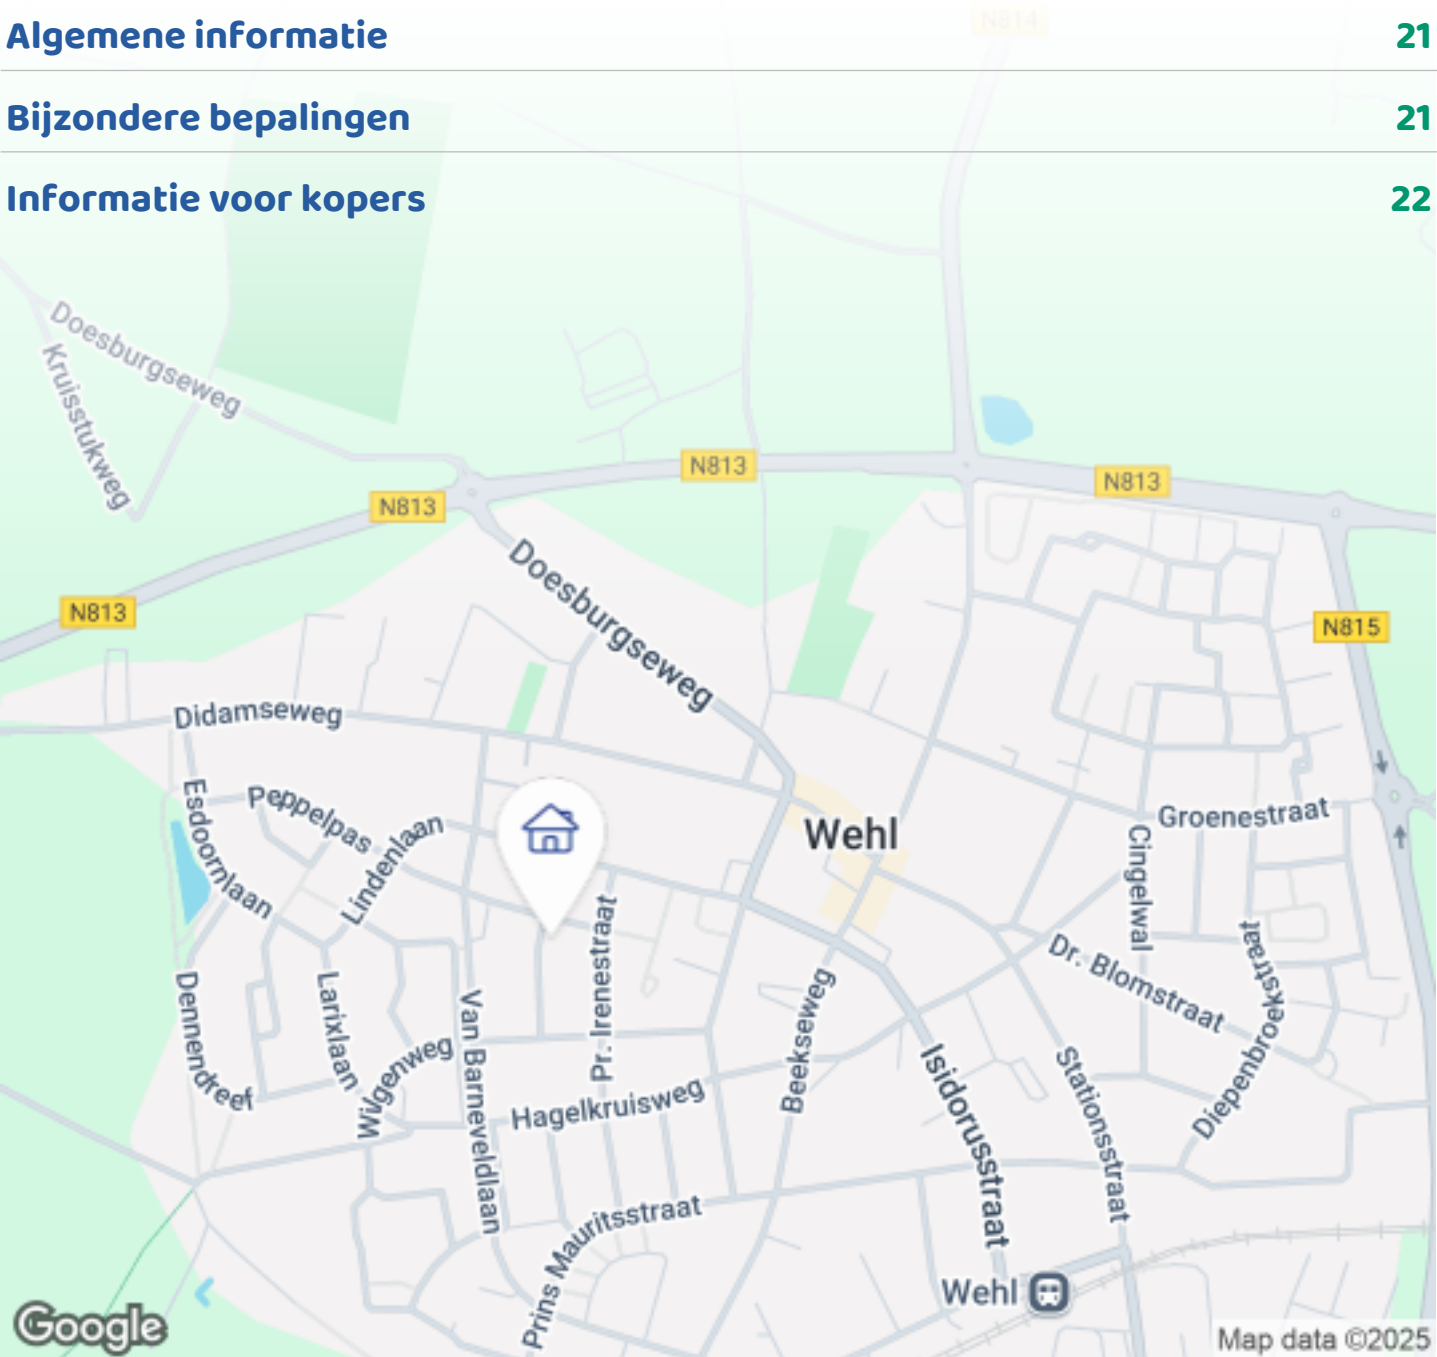 Algemene informatie 21
Bijzondere bepalingen 21
Informatie voor kopers 22
N814
Doesburgseweg
Kruisstukweg
N813
N813
N813
N813
Doesburgseweg
N815
Didamseweg
Esdoornlaan
Peppelpas
Lindenlaan
Wehl
Groenestraat
Cingelwal
Pr. Irenestraat
Dr. Blomstraat
Diepenbroekstraat
Dennendreef
Larixlaan
Van Barneveldlaan
Wilgenweg
Beekseweg
Isidorusstraat
Stationsstraat
Hagelkruisweg
Prins Mauritsstraat
Wehl
Google
Map data ©2025